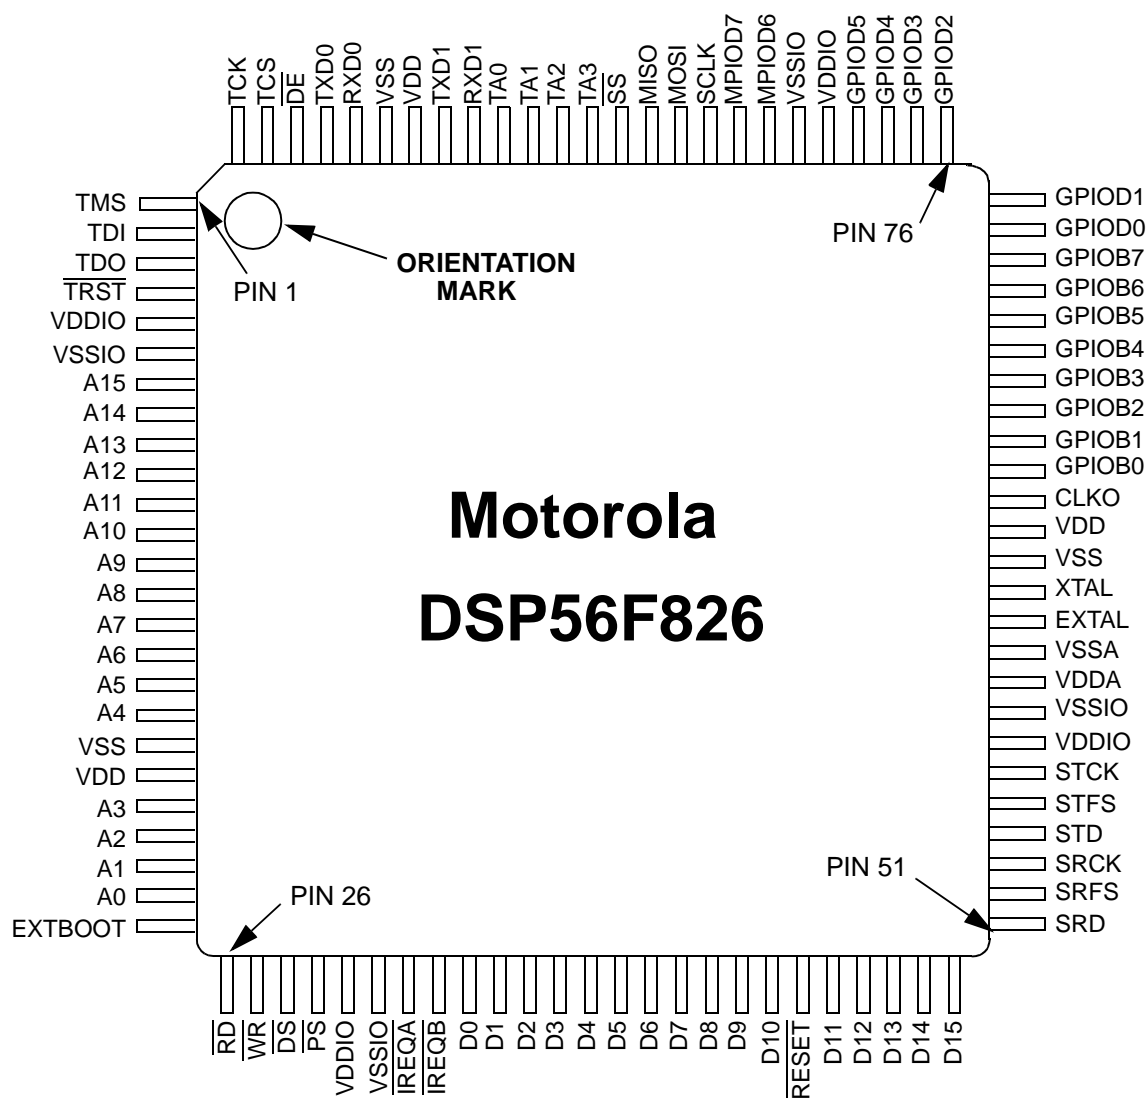 TCK
TCS
DE
TXD0
RXD0
VSS
VDD
TXD1
RXD1
TA0
TA1
TA2
TA3
SS
MISO
MOSI
SCLK
MPIOD7
MPIOD6
VSSIO
VDDIO
GPIOD5
GPIOD4
GPIOD3
GPIOD2
TMS
TDI
TDO
TRST
VDDIO
VSSIO
A15
A14
A13
A12
A11
A10
A9
A8
A7
A6
A5
A4
VSS
VDD
A3
A2
A1
A0
EXTBOOT
PIN 1
ORIENTATION
MARK
PIN 76
Motorola
DSP56F826
PIN 26
PIN 51
GPIOD1
GPIOD0
GPIOB7
GPIOB6
GPIOB5
GPIOB4
GPIOB3
GPIOB2
GPIOB1
GPIOB0
CLKO
VDD
VSS
XTAL
EXTAL
VSSA
VDDA
VSSIO
VDDIO
STCK
STFS
STD
SRCK
SRFS
SRD
RD
WR
DS
PS
VDDIO
VSSIO
IREQA
IREQB
D0
D1
D2
D3
D4
D5
D6
D7
D8
D9
D10
RESET
D11
D12
D13
D14
D15